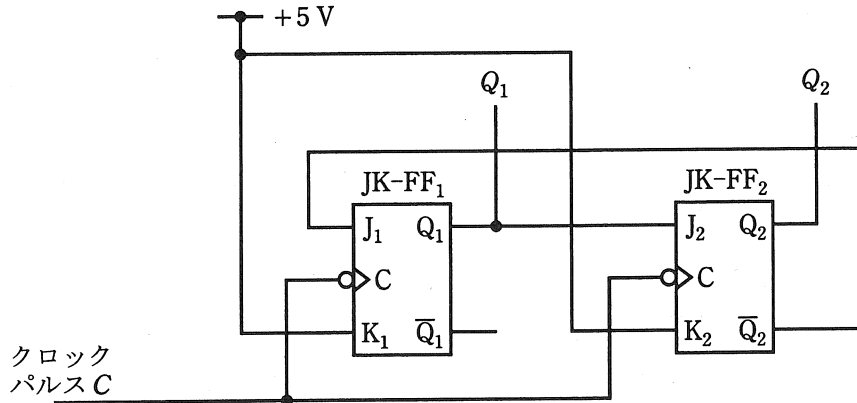 +5 V
Q₁
Q₂
JK-FF₁
JK-FF₂
J₁ Q₁
J₂ Q₂
C
C
K₁ Q̅₁
K₂ Q̅₂
クロック
パルス C